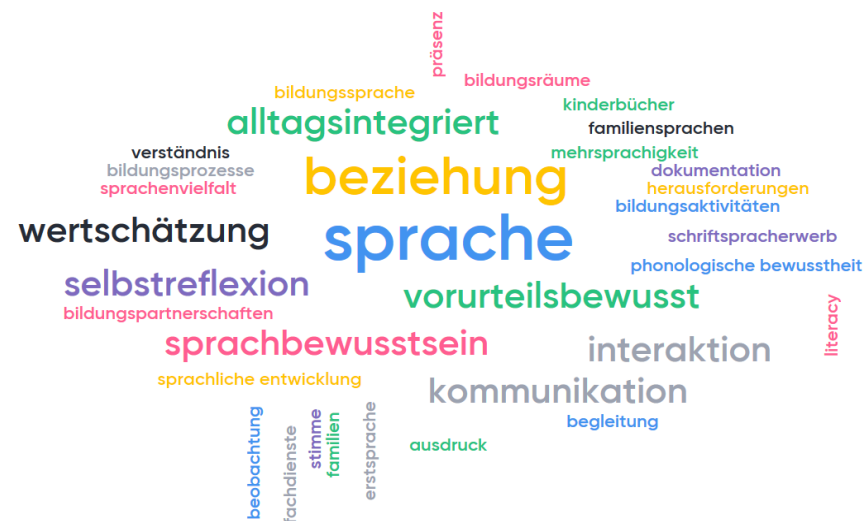 präsenz
bildungsräume
bildungssprache
kinderbücher
alltagsintegriert
familiensprachen
verständnis
mehrsprachigkeit
bildungsprozesse
beziehung
dokumentation
sprachenvielfalt
herausforderungen
bildungsaktivitäten
wertschätzung
sprache
schriftspracherwerb
phonologische bewusstheit
selbstreflexion
vorurteilsbewusst
bildungspartnerschaften
literacy
sprachbewusstsein
interaktion
sprachliche entwicklung
kommunikation
begleitung
beobachtung
fachdienste
stimme
familien
erstsprache
ausdruck